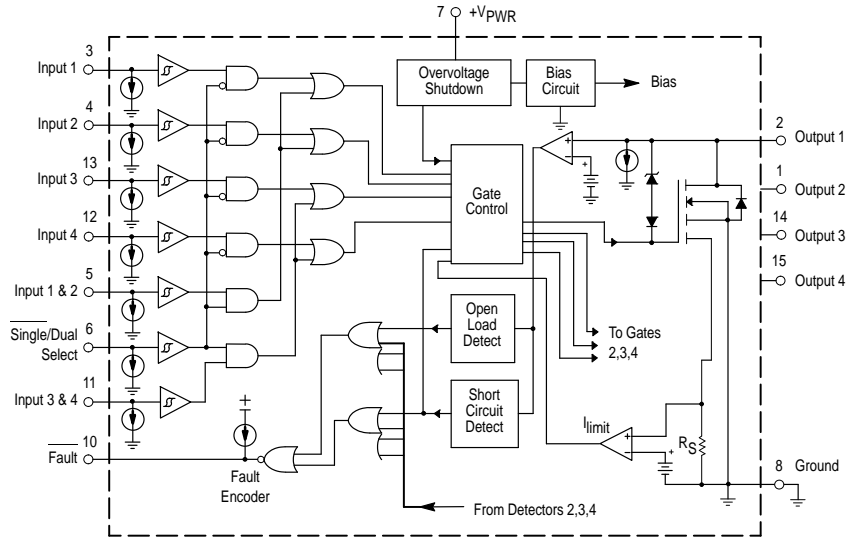 7 +VPWR
3
Input 1
Overvoltage
Shutdown
Bias
Circuit
Bias
4
Input 2
2
Output 1
13
Input 3
Gate
Control
1
Output 2
12
Input 4
14
Output 3
15
Output 4
5
Input 1 & 2
6
Single/Dual
Select
Open
Load
Detect
To Gates
2,3,4
11
Input 3 & 4
Short
Circuit
Detect
Ilimit
RS
10
Fault
Fault
Encoder
8
Ground
From Detectors 2,3,4